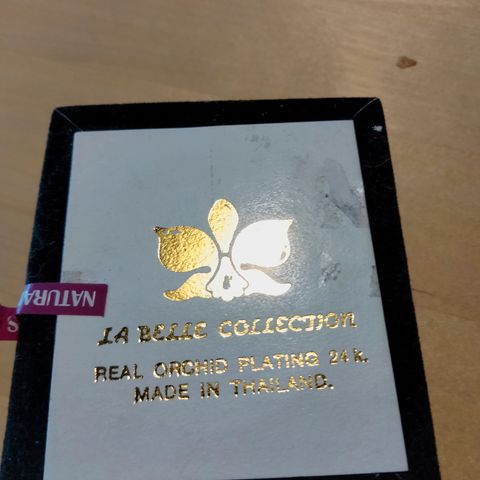 NATURA
S
LA BELLE COLLECTION
REAL ORCHID PLATING 24 k.
MADE IN THAILAND.